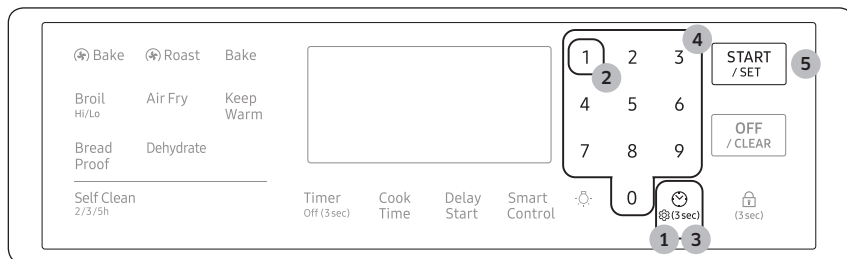 Bake Roast Bake
Broil Air Fry Keep
Hi/Lo Warm
Bread Dehydrate
Proof
Self Clean
2/3/5h
Timer Cook Delay Smart
Off (3 sec) Time Start Control
1 2 3
4 5 6
7 8 9
0
(3 sec)
START
/ SET
OFF
/ CLEAR
(3 sec)
4
2
5
1 3